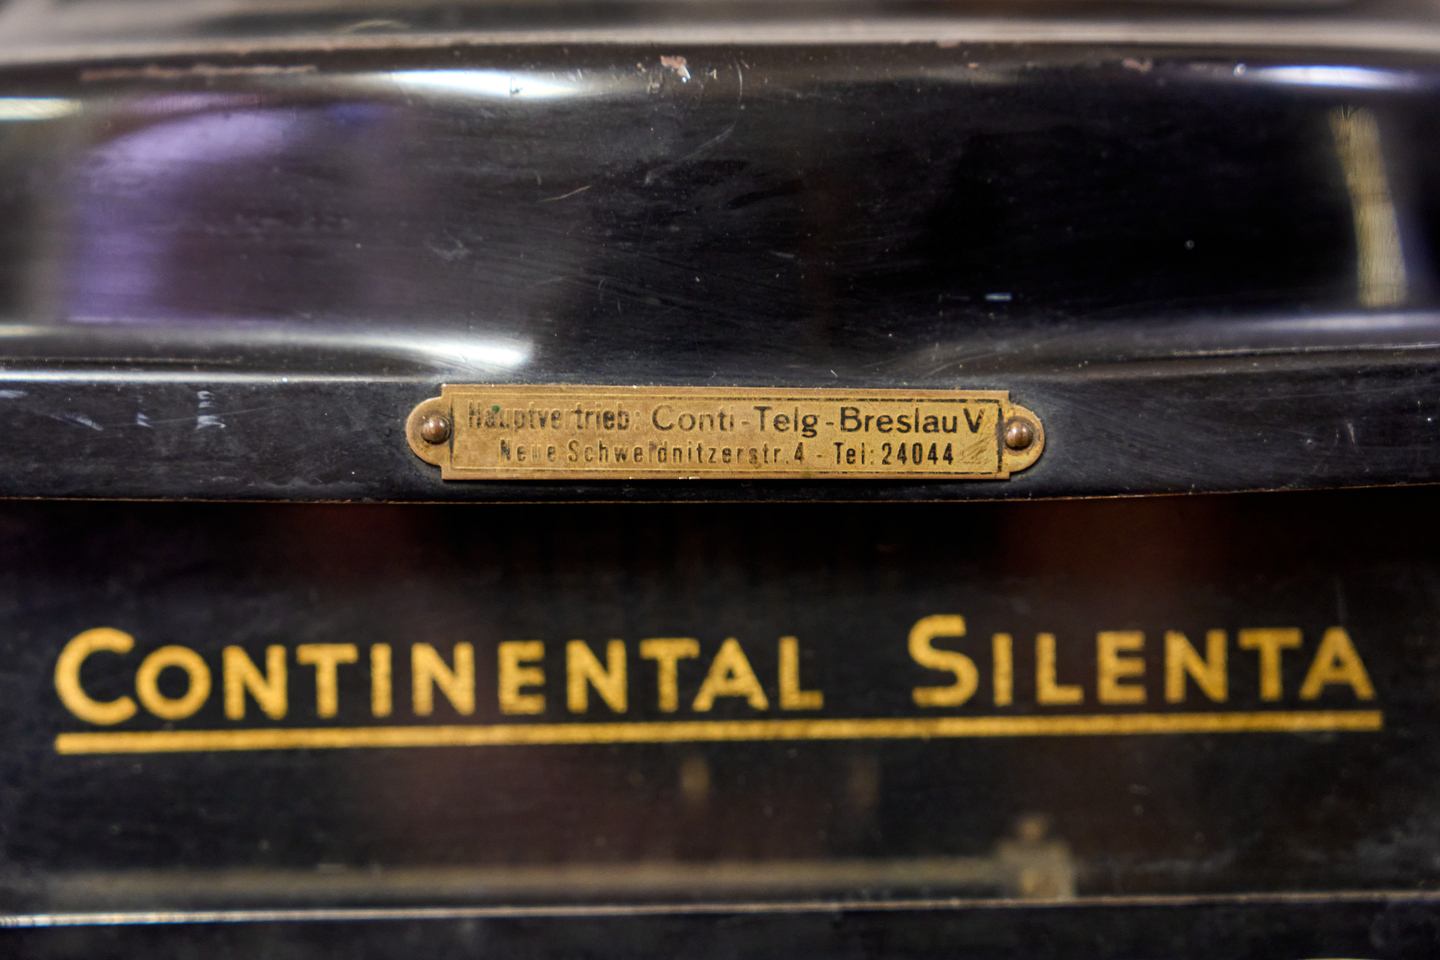 Hauptvertrieb: Conti-Telg-Breslau V
Neue Schweidnitzerstr. 4 - Tel: 24044
CONTINENTAL SILENTA